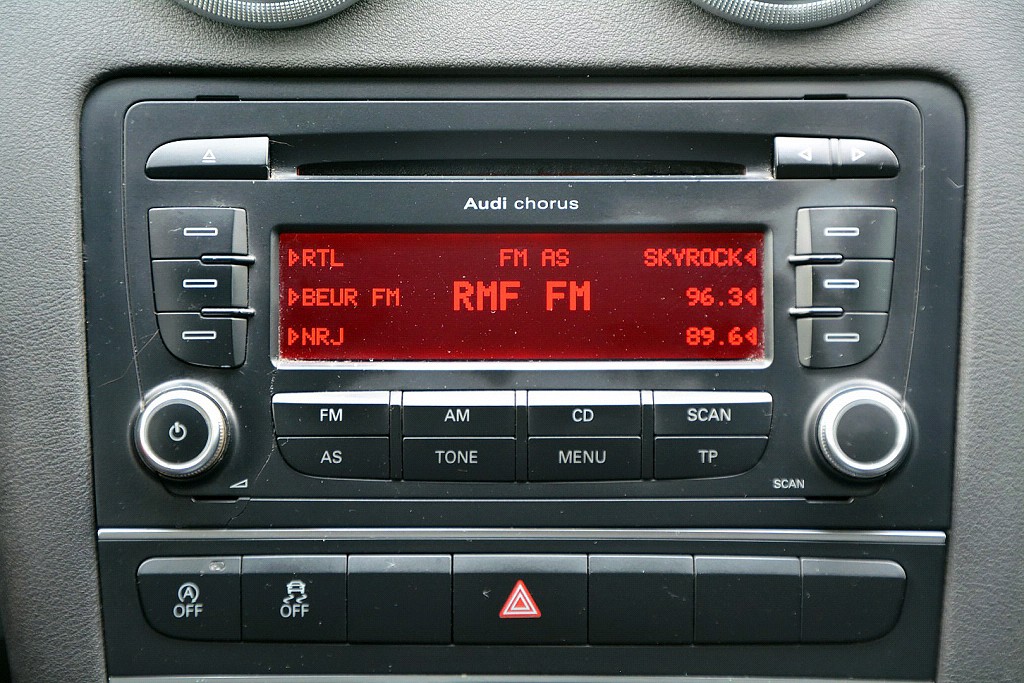 Audi chorus
RTL FM AS SKYROCK
BEUR FM RMF FM 96.3
NRJ 89.6
FM AM CD SCAN
AS TONE MENU TP
SCAN
A OFF OFF